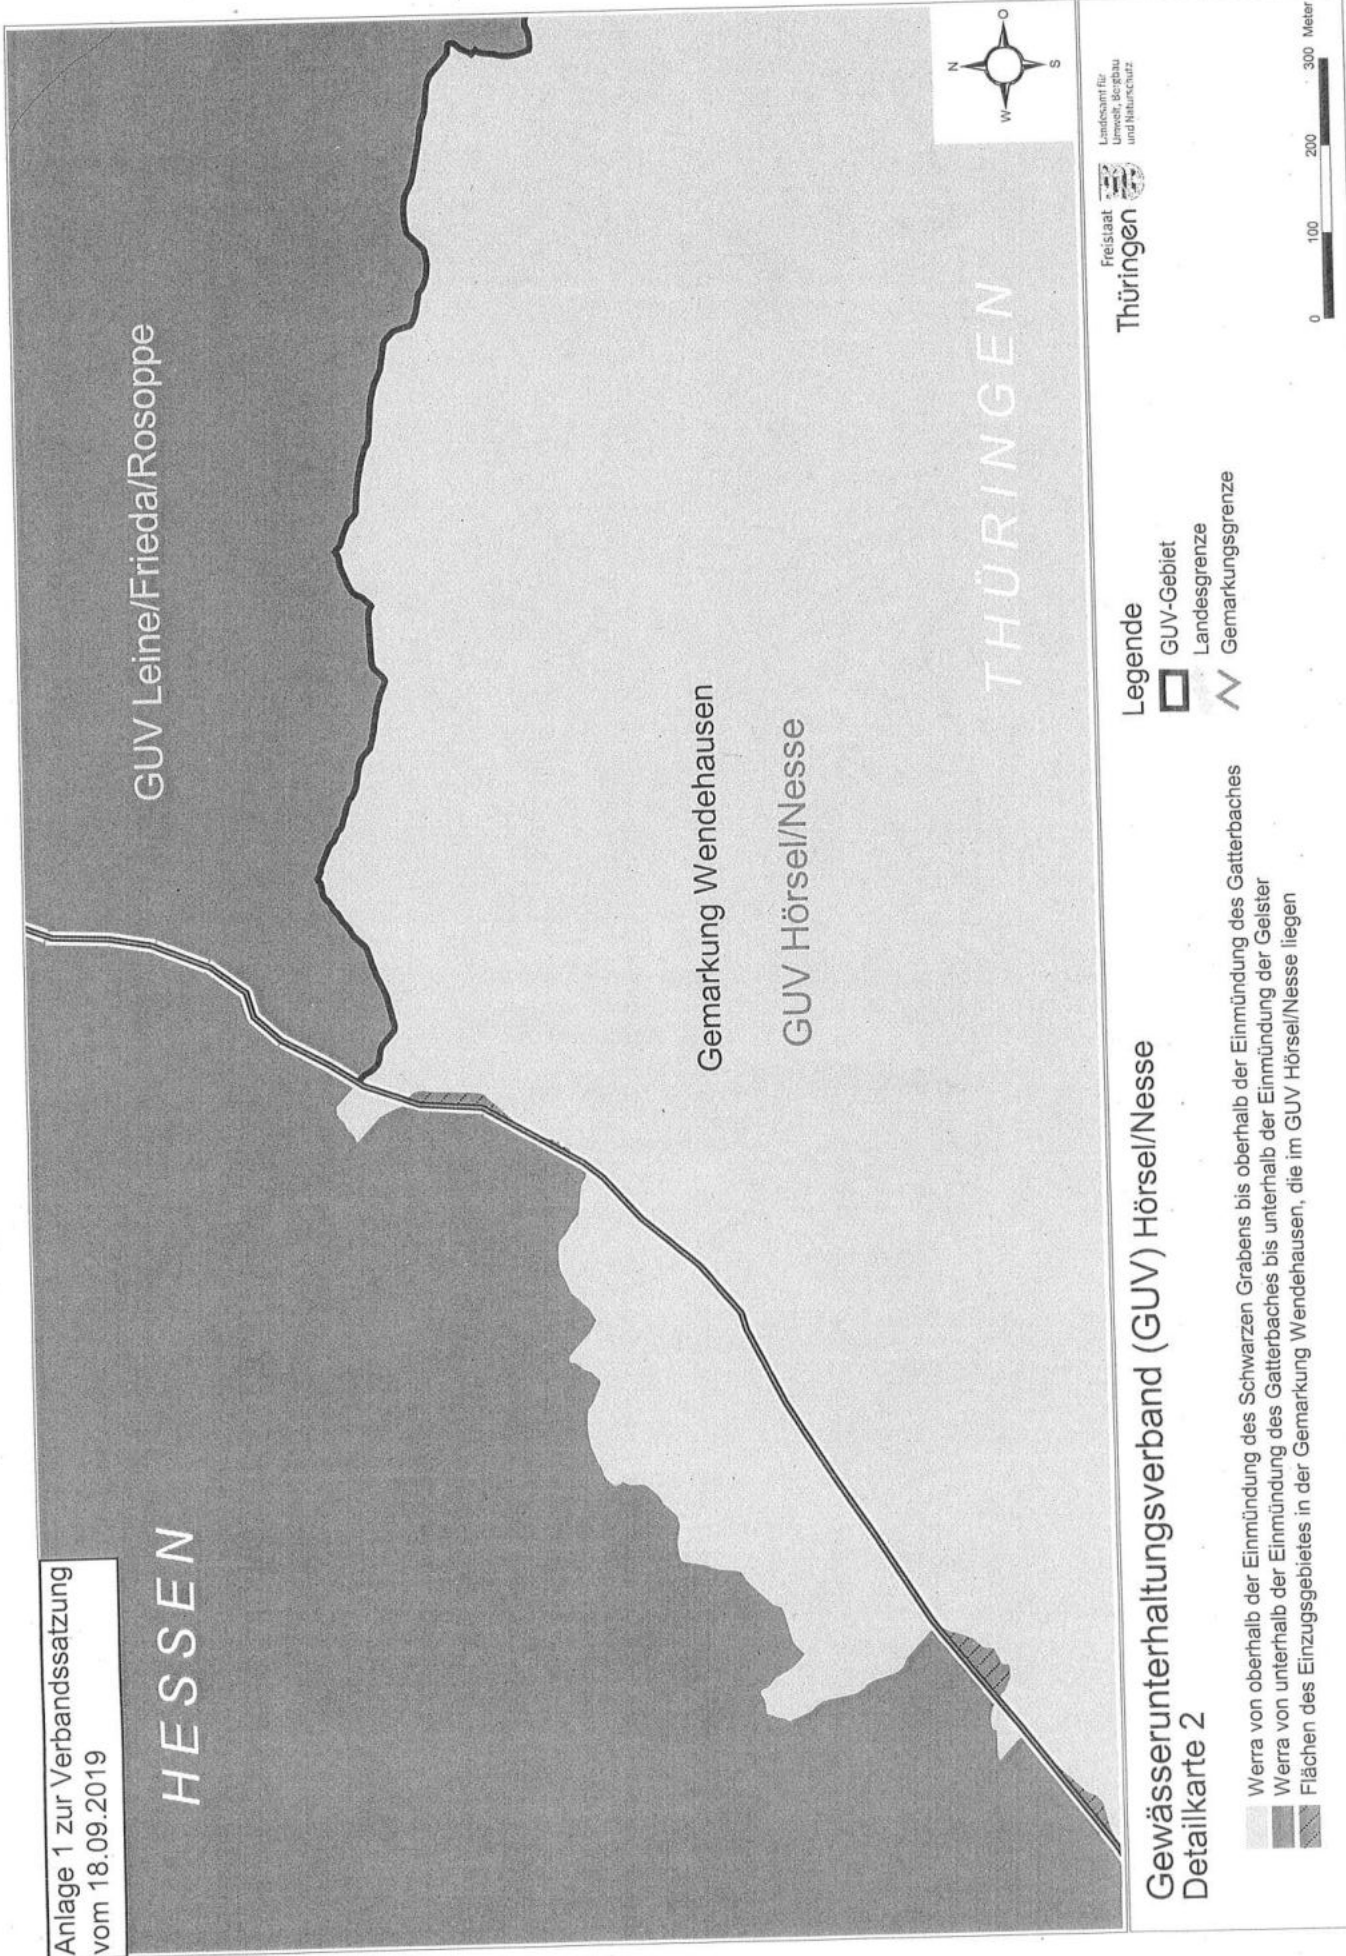 Anlage 1 zur Verbandssatzung
vom 18.09.2019
HESSEN
GUV Leine/Frieda/Rosoppe
Gemarkung Wendehausen
GUV Hörsel/Nesse
THÜRINGEN
N
O
S
W
Gewässerunterhaltungsverband (GUV) Hörsel/Nesse
Detailkarte 2
Werra von oberhalb der Einmündung des Schwarzen Grabens bis oberhalb der Einmündung des Gatterbaches
Werra von unterhalb der Einmündung des Gatterbaches bis unterhalb der Einmündung der Gelster
Flächen des Einzugsgebietes in der Gemarkung Wendehausen, die im GUV Hörsel/Nesse liegen
Legende
GUV-Gebiet
Landesgrenze
Gemarkungsgrenze
Freistaat
Thüringen
Landesamt für
Umwelt, Bergbau
und Naturschutz
0 100 200 300 Meter